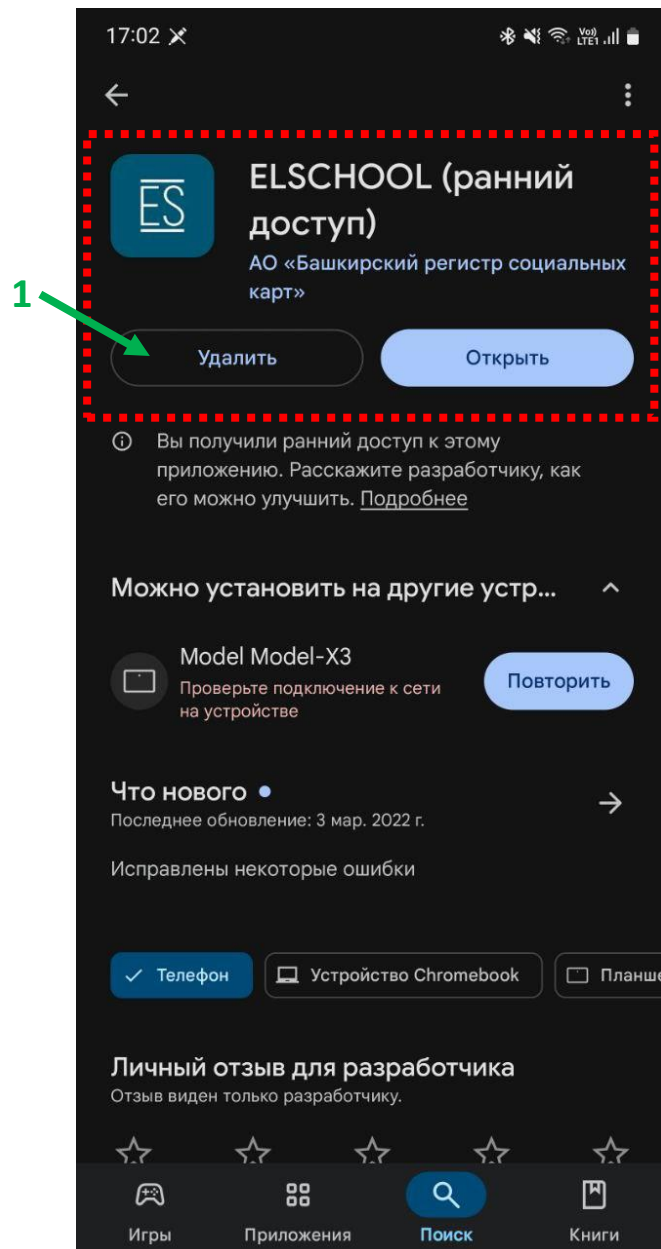 17:02
Vo))
LTE1
ELSCHOOL (ранний
доступ)
ES
АО «Башкирский регистр социальных
карт»
1
Удалить Открыть
Вы получили ранний доступ к этому
приложению. Расскажите разработчику, как
его можно улучшить. Подробнее
Можно установить на другие устр...
Model Model-X3
Проверьте подключение к сети
на устройстве
Повторить
Что нового
Последнее обновление: 3 мар. 2022 г.
Исправлены некоторые ошибки
Телефон Устройство Chromebook Планше
Личный отзыв для разработчика
Отзыв виден только разработчику.
Игры Приложения Поиск Книги